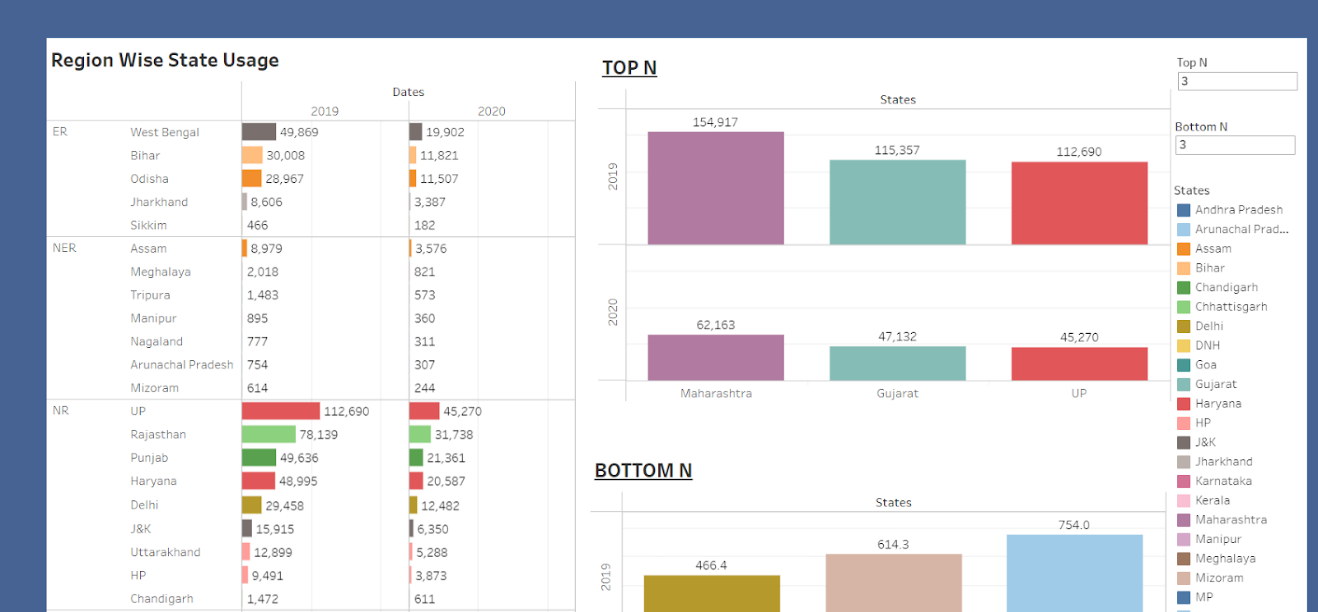 Region Wise State Usage
Dates
2019 2020
ER West Bengal 49,869 19,902
Bihar 30,008 11,821
Odisha 28,967 11,507
Jharkhand 8,606 3,387
Sikkim 466 182
NER Assam 8,979 3,576
Meghalaya 2,018 821
Tripura 1,483 573
Manipur 895 360
Nagaland 777 311
Arunachal Pradesh 754 307
Mizoram 614 244
NR UP 112,690 45,270
Rajasthan 78,139 31,738
Punjab 49,636 21,361
Haryana 48,995 20,587
Delhi 29,458 12,482
J&K 15,915 6,350
Uttarakhand 12,899 5,288
HP 9,491 3,873
Chandigarh 1,472 611
TOP N
States
2019
154,917 115,357 112,690
2020
62,163 47,132 45,270
Maharashtra Gujarat UP
BOTTOM N
States
2019
466.4 614.3 754.0
Top N
3
Bottom N
3
States
Andhra Pradesh
Arunachal Prad...
Assam
Bihar
Chandigarh
Chhattisgarh
Delhi
DNH
Goa
Gujarat
Haryana
HP
J&K
Jharkhand
Karnataka
Kerala
Maharashtra
Manipur
Meghalaya
Mizoram
MP